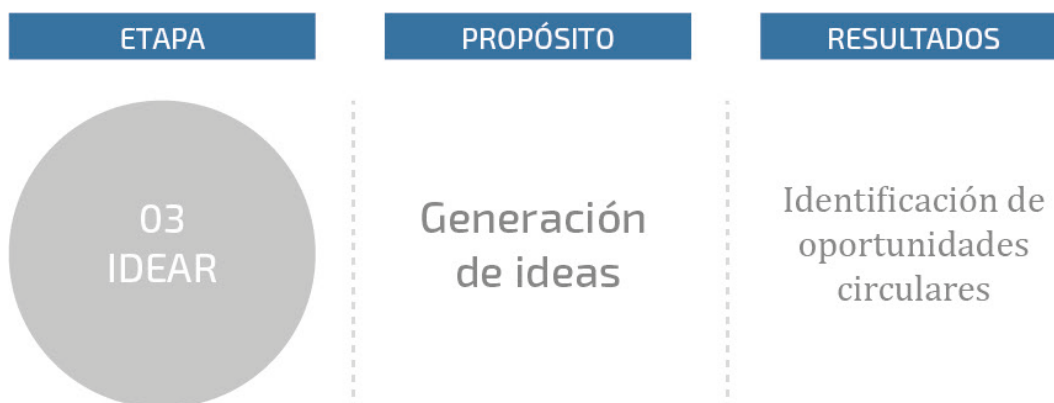 ETAPA
PROPÓSITO
RESULTADOS
03
IDEAR
Generación
de ideas
Identificación de
oportunidades
circulares